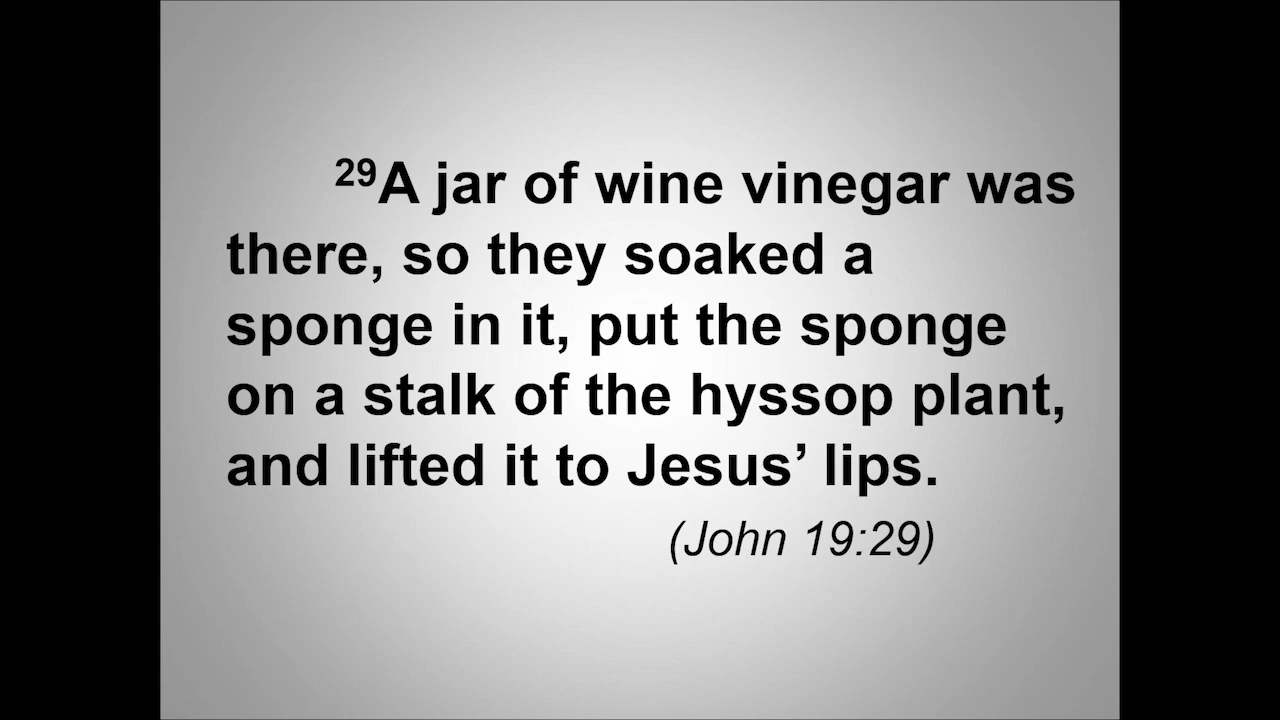 ²⁹A jar of wine vinegar was
there, so they soaked a
sponge in it, put the sponge
on a stalk of the hyssop plant,
and lifted it to Jesus’ lips.
(John 19:29)